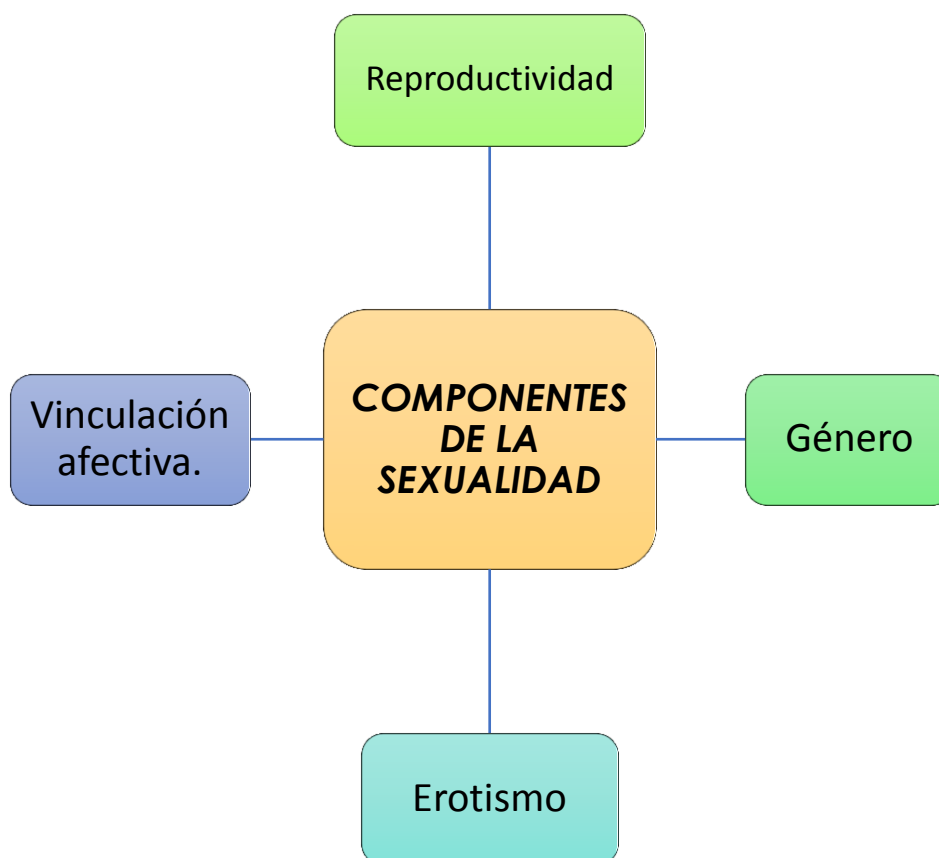 Reproductividad
Vinculación
afectiva.
COMPONENTES
DE LA
SEXUALIDAD
Género
Erotismo